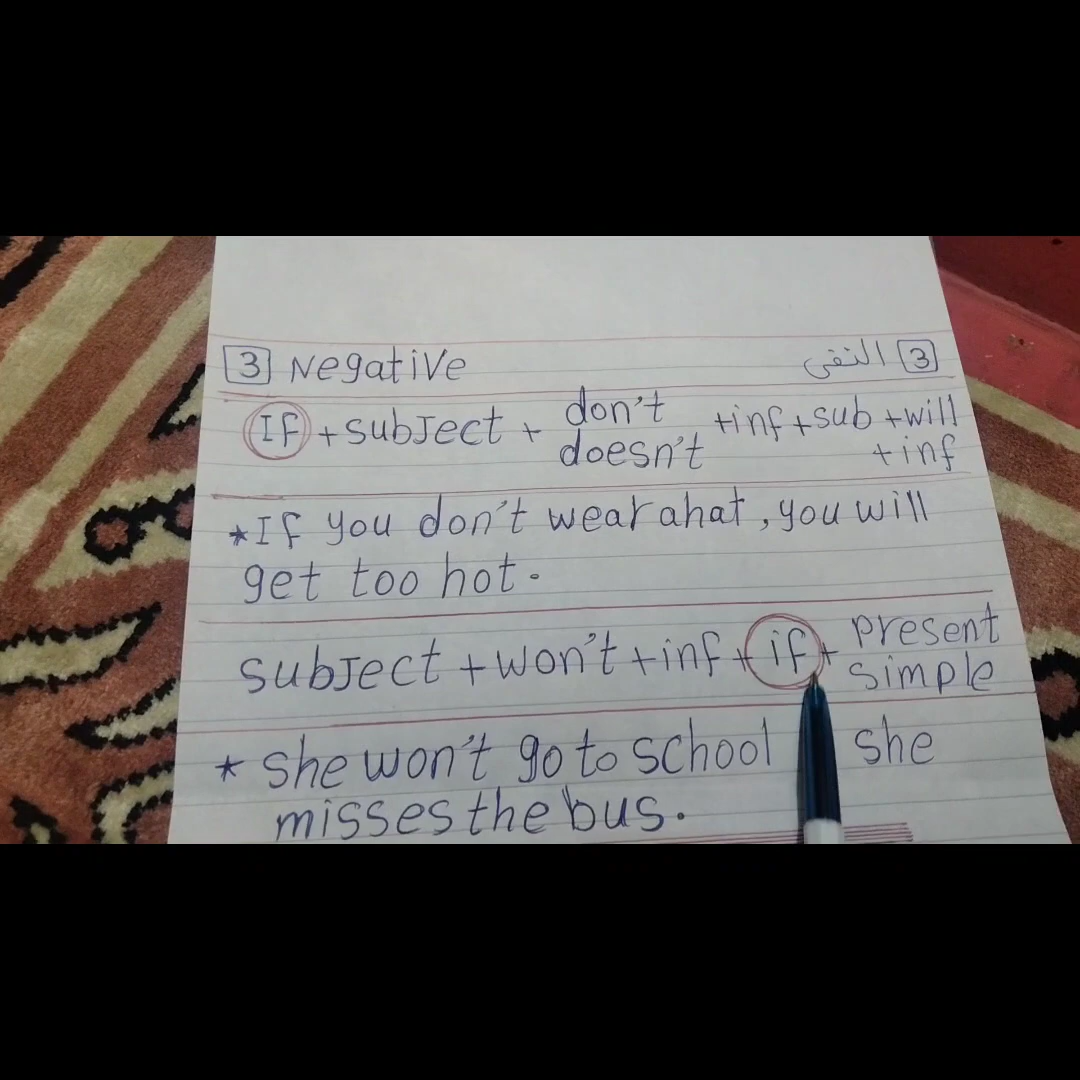 3 Negative النفى 3
If + subject + don't + inf + sub + will
doesn't + inf
* If you don't wear a hat, you will
get too hot.
subject + won't + inf + if + present
simple
* she won't go to school she
misses the bus.